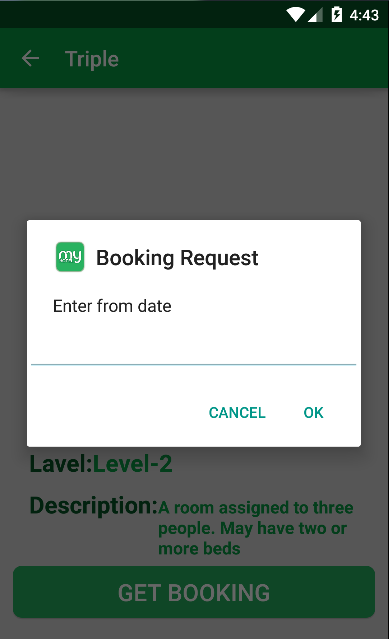 4:43
Triple
my
Booking Request
Enter from date
CANCEL OK
Lavel:Level-2
Description:A room assigned to three
people. May have two or
more beds
GET BOOKING